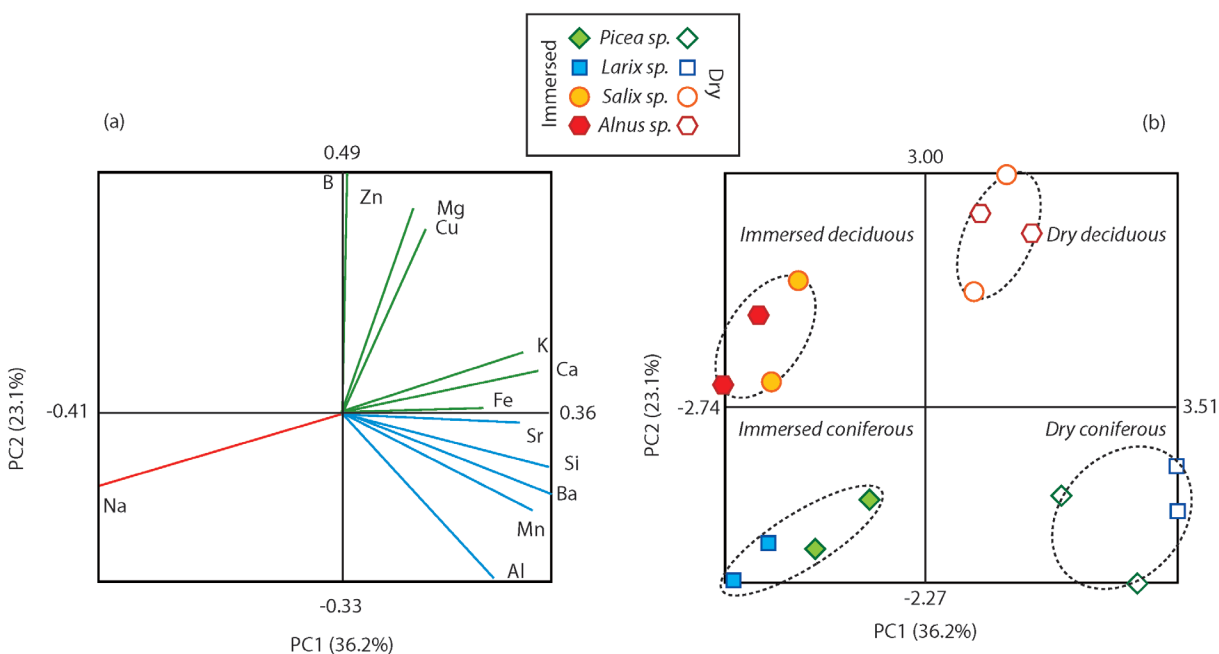 Immersed
Picea sp.
Larix sp.
Salix sp.
Alnus sp.
Dry
(a)
(b)
0.49
B
Zn
Mg
Cu
K
Ca
Fe
-0.41
0.36
Sr
Si
Ba
Mn
Al
Na
PC2 (23.1%)
-0.33
PC1 (36.2%)
3.00
Immersed deciduous
Dry deciduous
PC2 (23.1%)
-2.74
3.51
Immersed coniferous
Dry coniferous
-2.27
PC1 (36.2%)